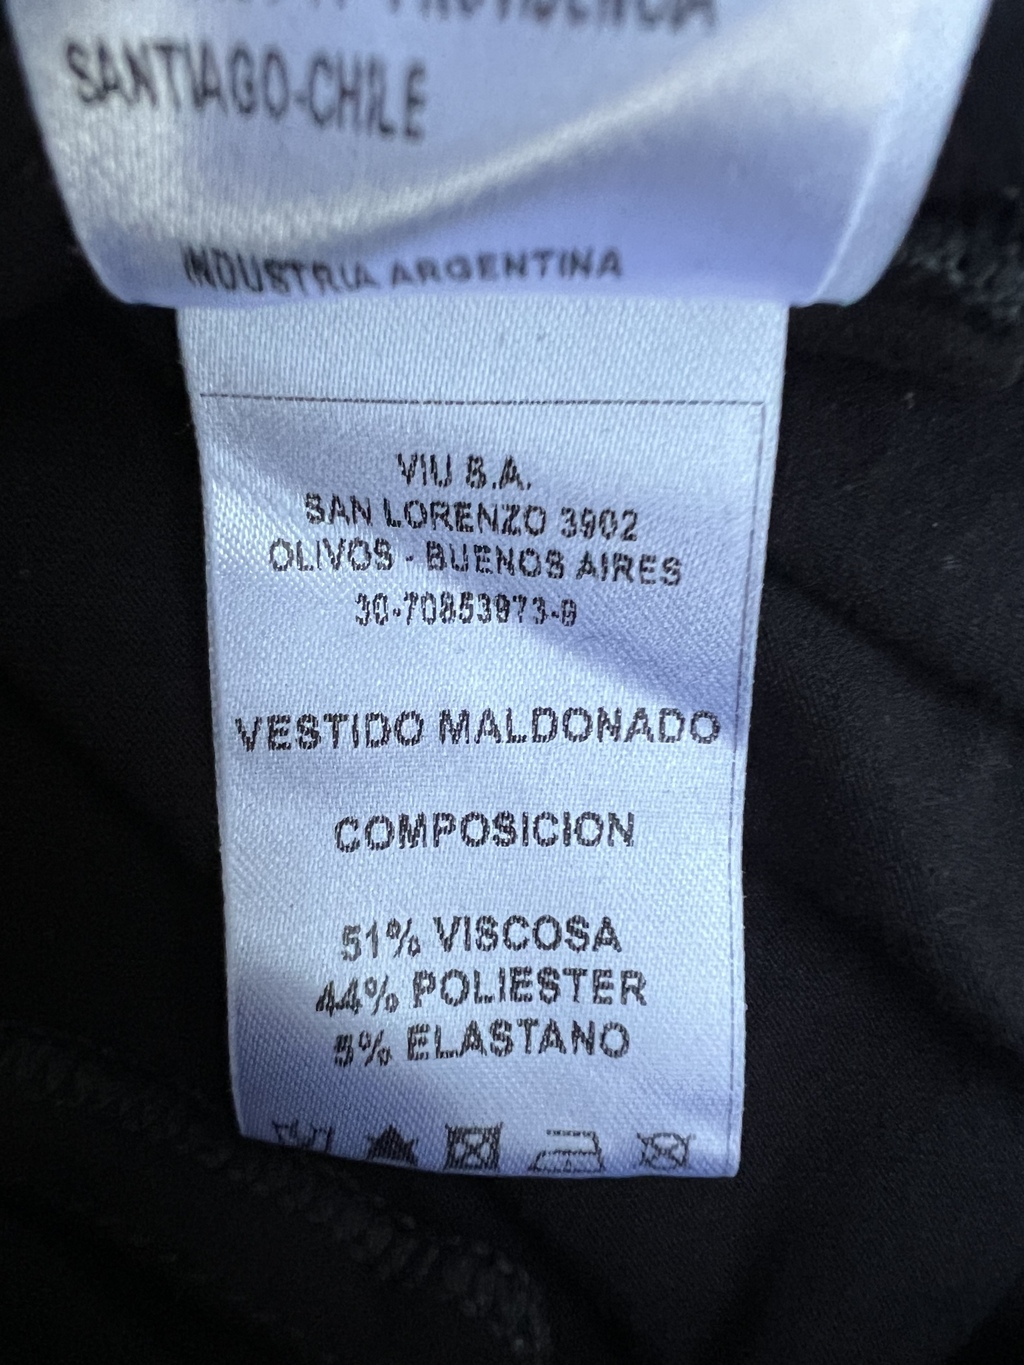 PROVIDENCIA
SANTIAGO-CHILE
INDUSTRIA ARGENTINA
VIU S.A.
SAN LORENZO 3902
OLIVOS - BUENOS AIRES
30-70853973-9
VESTIDO MALDONADO
COMPOSICION
51% VISCOSA
44% POLIESTER
5% ELASTANO